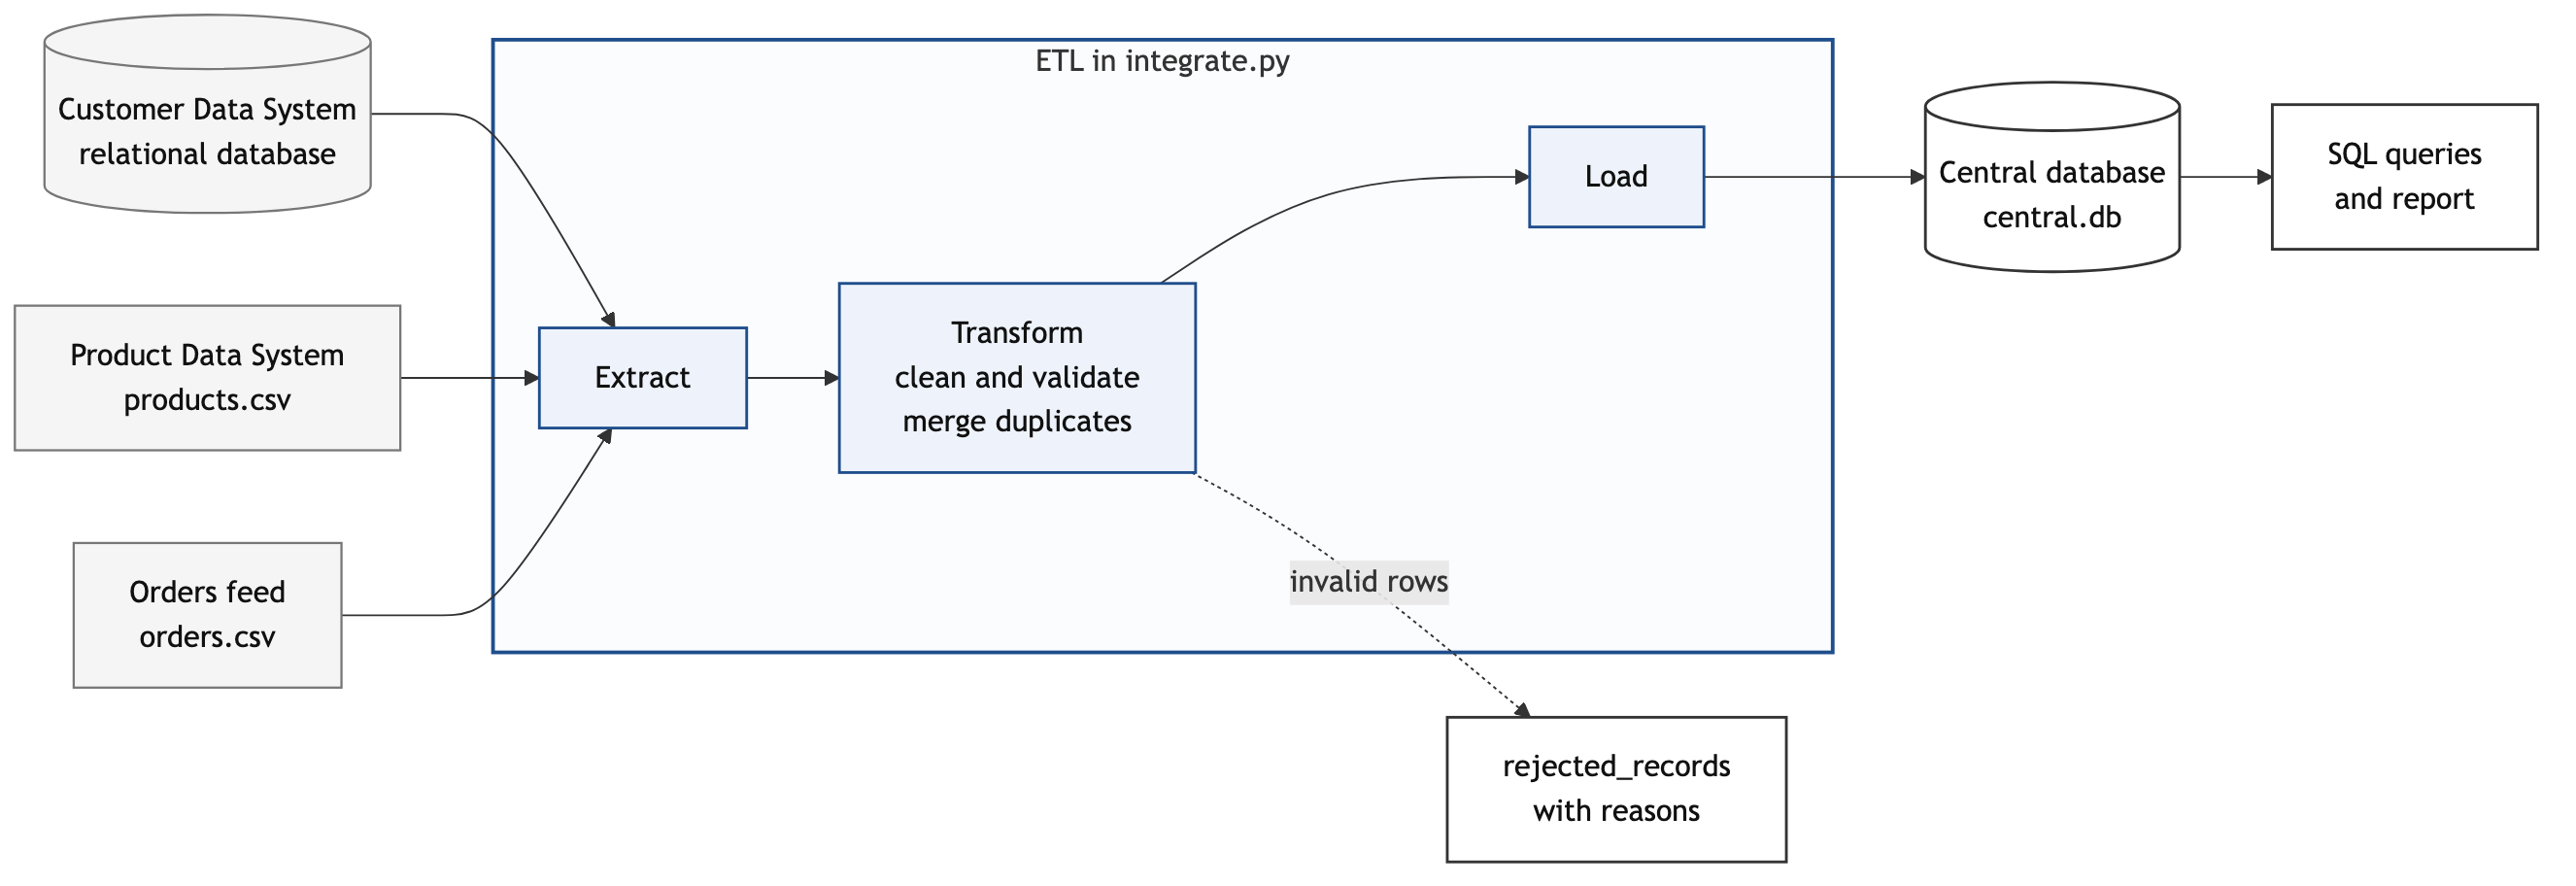 Customer Data System
relational database
Product Data System
products.csv
Orders feed
orders.csv
ETL in integrate.py
Extract
Transform
clean and validate
merge duplicates
Load
invalid rows
rejected_records
with reasons
Central database
central.db
SQL queries
and report